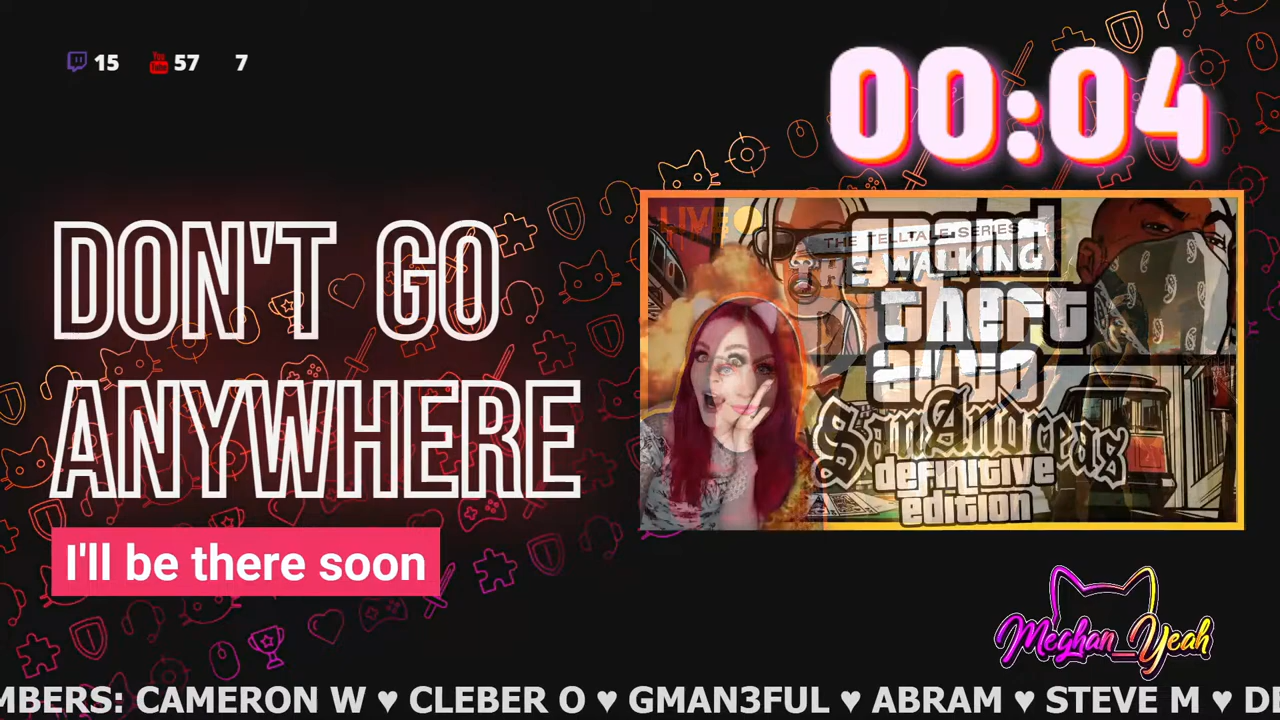 15 57 7
00:04
DON'T GO
ANYWHERE
I'll be there soon
LIVE
THE TELLTALE SERIES
THE WALKING
grand
theft
auto
San Andreas
definitive
edition
Meghan_Yeah
MBERS: CAMERON W ♥ CLEBER O ♥ GMAN3FUL ♥ ABRAM ♥ STEVE M ♥ DE